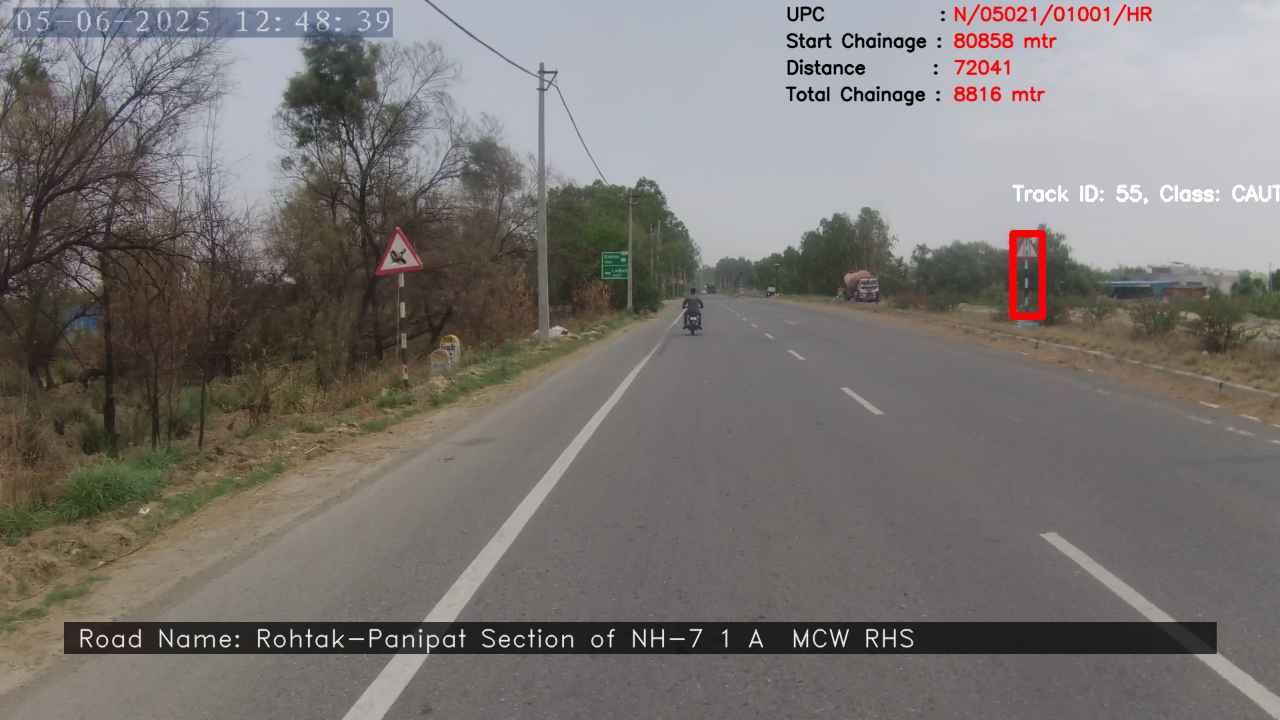 05-06-2025 12:48:39
UPC : N/05021/01001/HR
Start Chainage : 80858 mtr
Distance : 72041
Total Chainage : 8816 mtr
Track ID: 55, Class: CAUT
Road Name: Rohtak-Panipat Section of NH-7 1 A MCW RHS